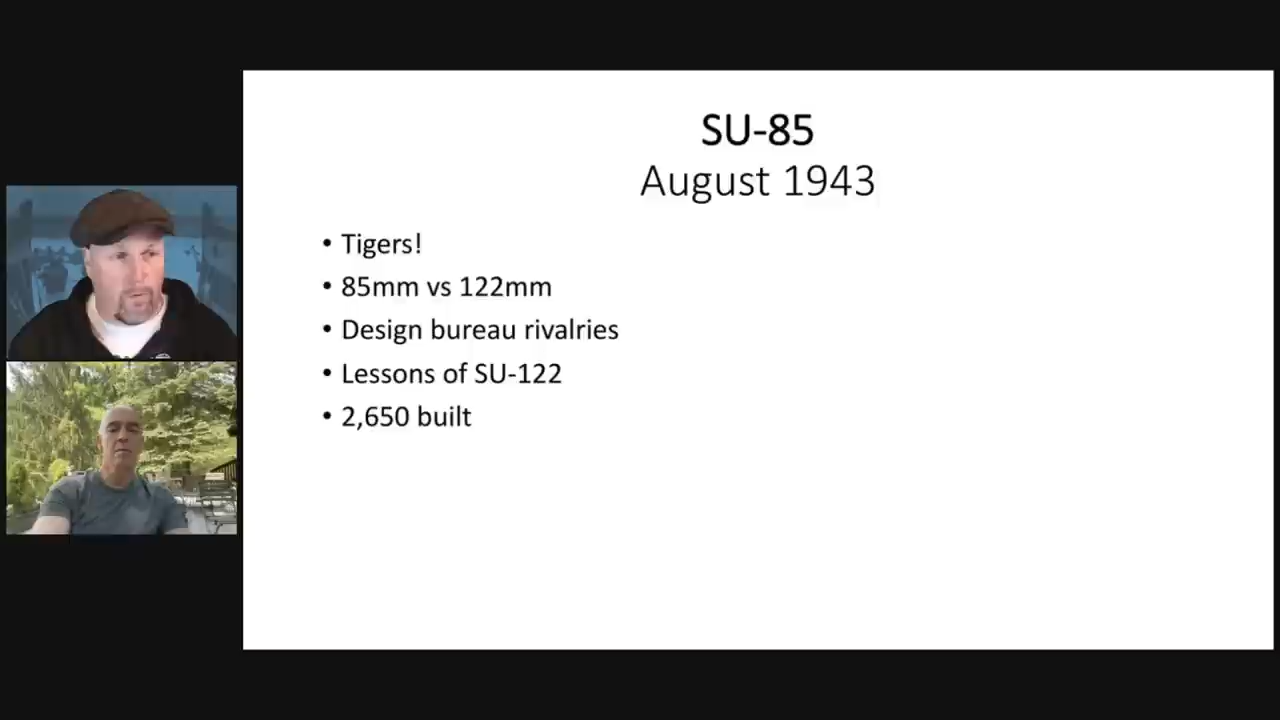 SU-85
August 1943
• Tigers!
• 85mm vs 122mm
• Design bureau rivalries
• Lessons of SU-122
• 2,650 built